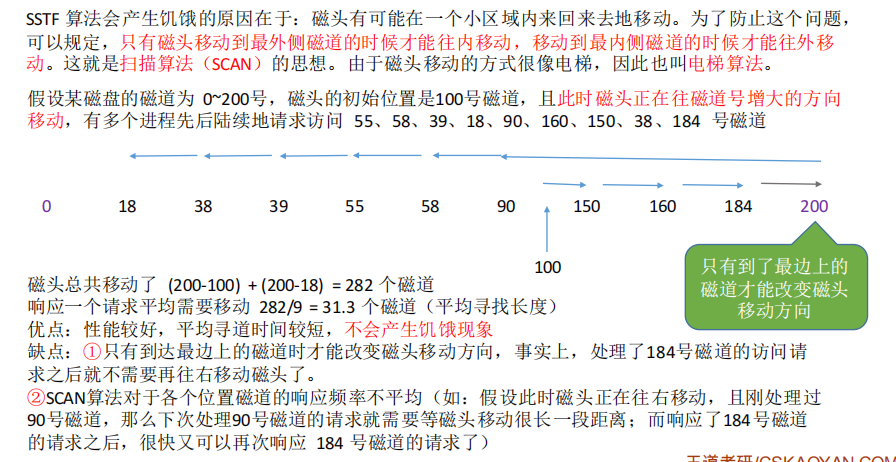 SSTF 算法会产生饥饿的原因在于：磁头有可能在一个小区域内来回来去地移动。为了防止这个问题，
可以规定，只有磁头移动到最外侧磁道的时候才能往内移动，移动到最内侧磁道的时候才能往外移
动。这就是扫描算法（SCAN）的思想。由于磁头移动的方式很像电梯，因此也叫电梯算法。
假设某磁盘的磁道为 0~200号，磁头的初始位置是100号磁道，且此时磁头正在往磁道号增大的方向
移动，有多个进程先后陆续地请求访问 55、58、39、18、90、160、150、38、184 号磁道
0 18 38 39 55 58 90 150 160 184 200
100
只有到了最边上的
磁道才能改变磁头
移动方向
磁头总共移动了 (200-100) + (200-18) = 282 个磁道
响应一个请求平均需要移动 282/9 = 31.3 个磁道（平均寻找长度）
优点：性能较好，平均寻道时间较短，不会产生饥饿现象
缺点：①只有到达最边上的磁道时才能改变磁头移动方向，事实上，处理了184号磁道的访问请
求之后就不需要再往右移动磁头了。
②SCAN算法对于各个位置磁道的响应频率不平均（如：假设此时磁头正在往右移动，且刚处理过
90号磁道，那么下次处理90号磁道的请求就需要等磁头移动很长一段距离；而响应了184号磁道
的请求之后，很快又可以再次响应 184 号磁道的请求了）
王道考研/CSKAOYAN.COM